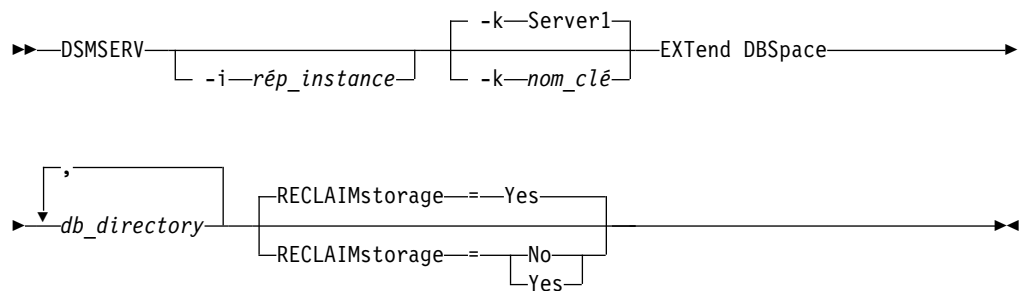 -k Server1
DSMSERV EXTend DBSpace
-i rép_instance -k nom_clé
,
RECLAIMstorage = Yes
db_directory
RECLAIMstorage = No
Yes